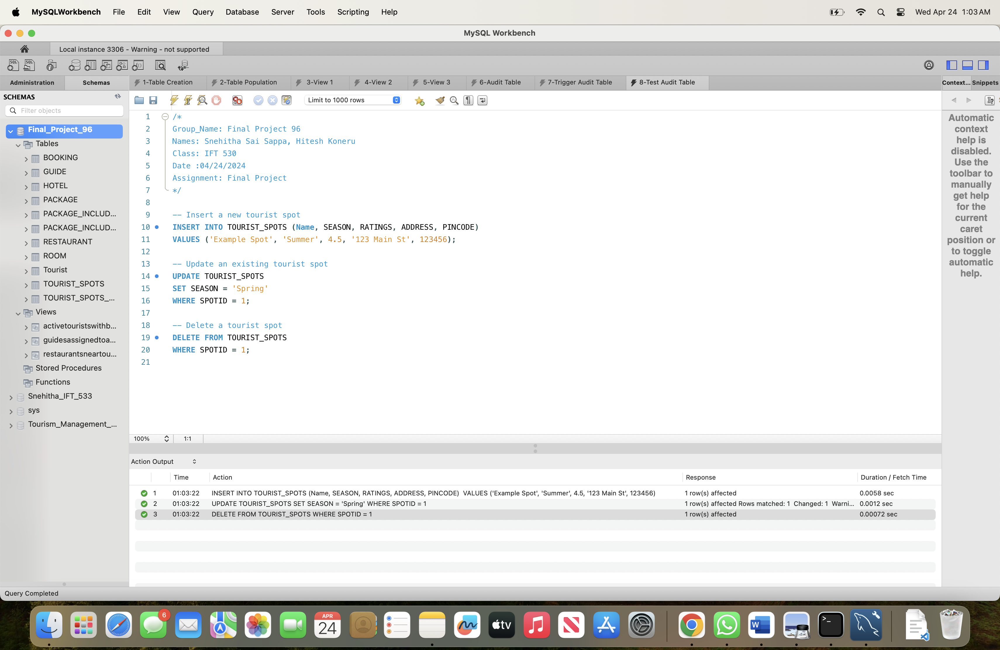 MySQLWorkbench File Edit View Query Database Server Tools Scripting Help Wed Apr 24 1:03 AM
MySQL Workbench
Local instance 3306 - Warning - not supported
Administration Schemas 1-Table Creation 2-Table Population 3-View 1 4-View 2 5-View 3 6-Audit Table 7-Trigger Audit Table 8-Test Audit Table Context... Snippets
SCHEMAS
Limit to 1000 rows
Filter objects
Final_Project_96
Tables
BOOKING
GUIDE
HOTEL
PACKAGE
PACKAGE_INCLUD...
PACKAGE_INCLUD...
RESTAURANT
ROOM
Tourist
TOURIST_SPOTS
TOURIST_SPOTS_...
Views
activetouristswithb...
guidesassignedtoa...
restaurantsneartou...
Stored Procedures
Functions
Snehitha_IFT_533
sys
Tourism_Management_...
1 /*
2 Group_Name: Final Project 96
3 Names: Snehitha Sai Sappa, Hitesh Koneru
4 Class: IFT 530
5 Date :04/24/2024
6 Assignment: Final Project
7 */
8
9 -- Insert a new tourist spot
10 INSERT INTO TOURIST_SPOTS (Name, SEASON, RATINGS, ADDRESS, PINCODE)
11 VALUES ('Example Spot', 'Summer', 4.5, '123 Main St', 123456);
12
13 -- Update an existing tourist spot
14 UPDATE TOURIST_SPOTS
15 SET SEASON = 'Spring'
16 WHERE SPOTID = 1;
17
18 -- Delete a tourist spot
19 DELETE FROM TOURIST_SPOTS
20 WHERE SPOTID = 1;
21
Automatic
context
help is
disabled.
Use the
toolbar to
manually
get help
for the
current
caret
position or
to toggle
automatic
help.
100% 1:1
Action Output
Time Action Response Duration / Fetch Time
1 01:03:22 INSERT INTO TOURIST_SPOTS (Name, SEASON, RATINGS, ADDRESS, PINCODE) VALUES ('Example Spot', 'Summer', 4.5, '123 Main St', 123456) 1 row(s) affected 0.0058 sec
2 01:03:22 UPDATE TOURIST_SPOTS SET SEASON = 'Spring' WHERE SPOTID = 1 1 row(s) affected Rows matched: 1 Changed: 1 Warni... 0.0012 sec
3 01:03:22 DELETE FROM TOURIST_SPOTS WHERE SPOTID = 1 1 row(s) affected 0.00072 sec
Query Completed
6
APR
24
tv
W